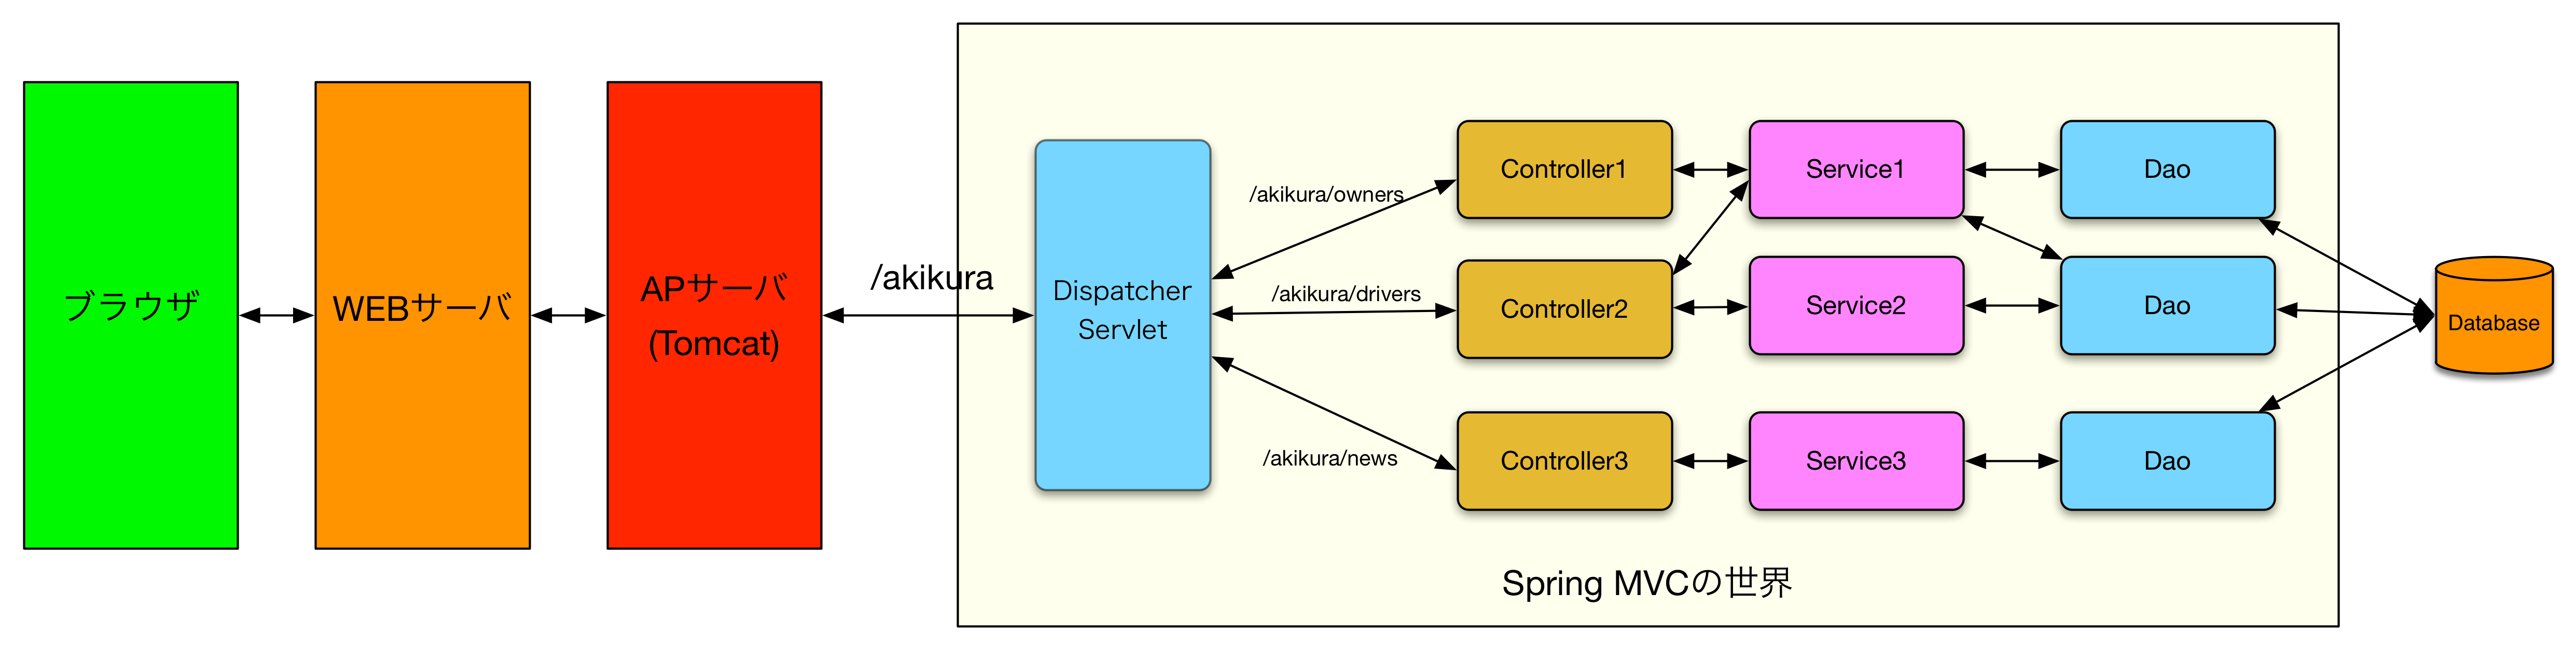 ブラウザ
WEBサーバ
APサーバ
(Tomcat)
/akikura
Dispatcher
Servlet
/akikura/owners
/akikura/drivers
/akikura/news
Controller1
Service1
Dao
Controller2
Service2
Dao
Controller3
Service3
Dao
Database
Spring MVCの世界